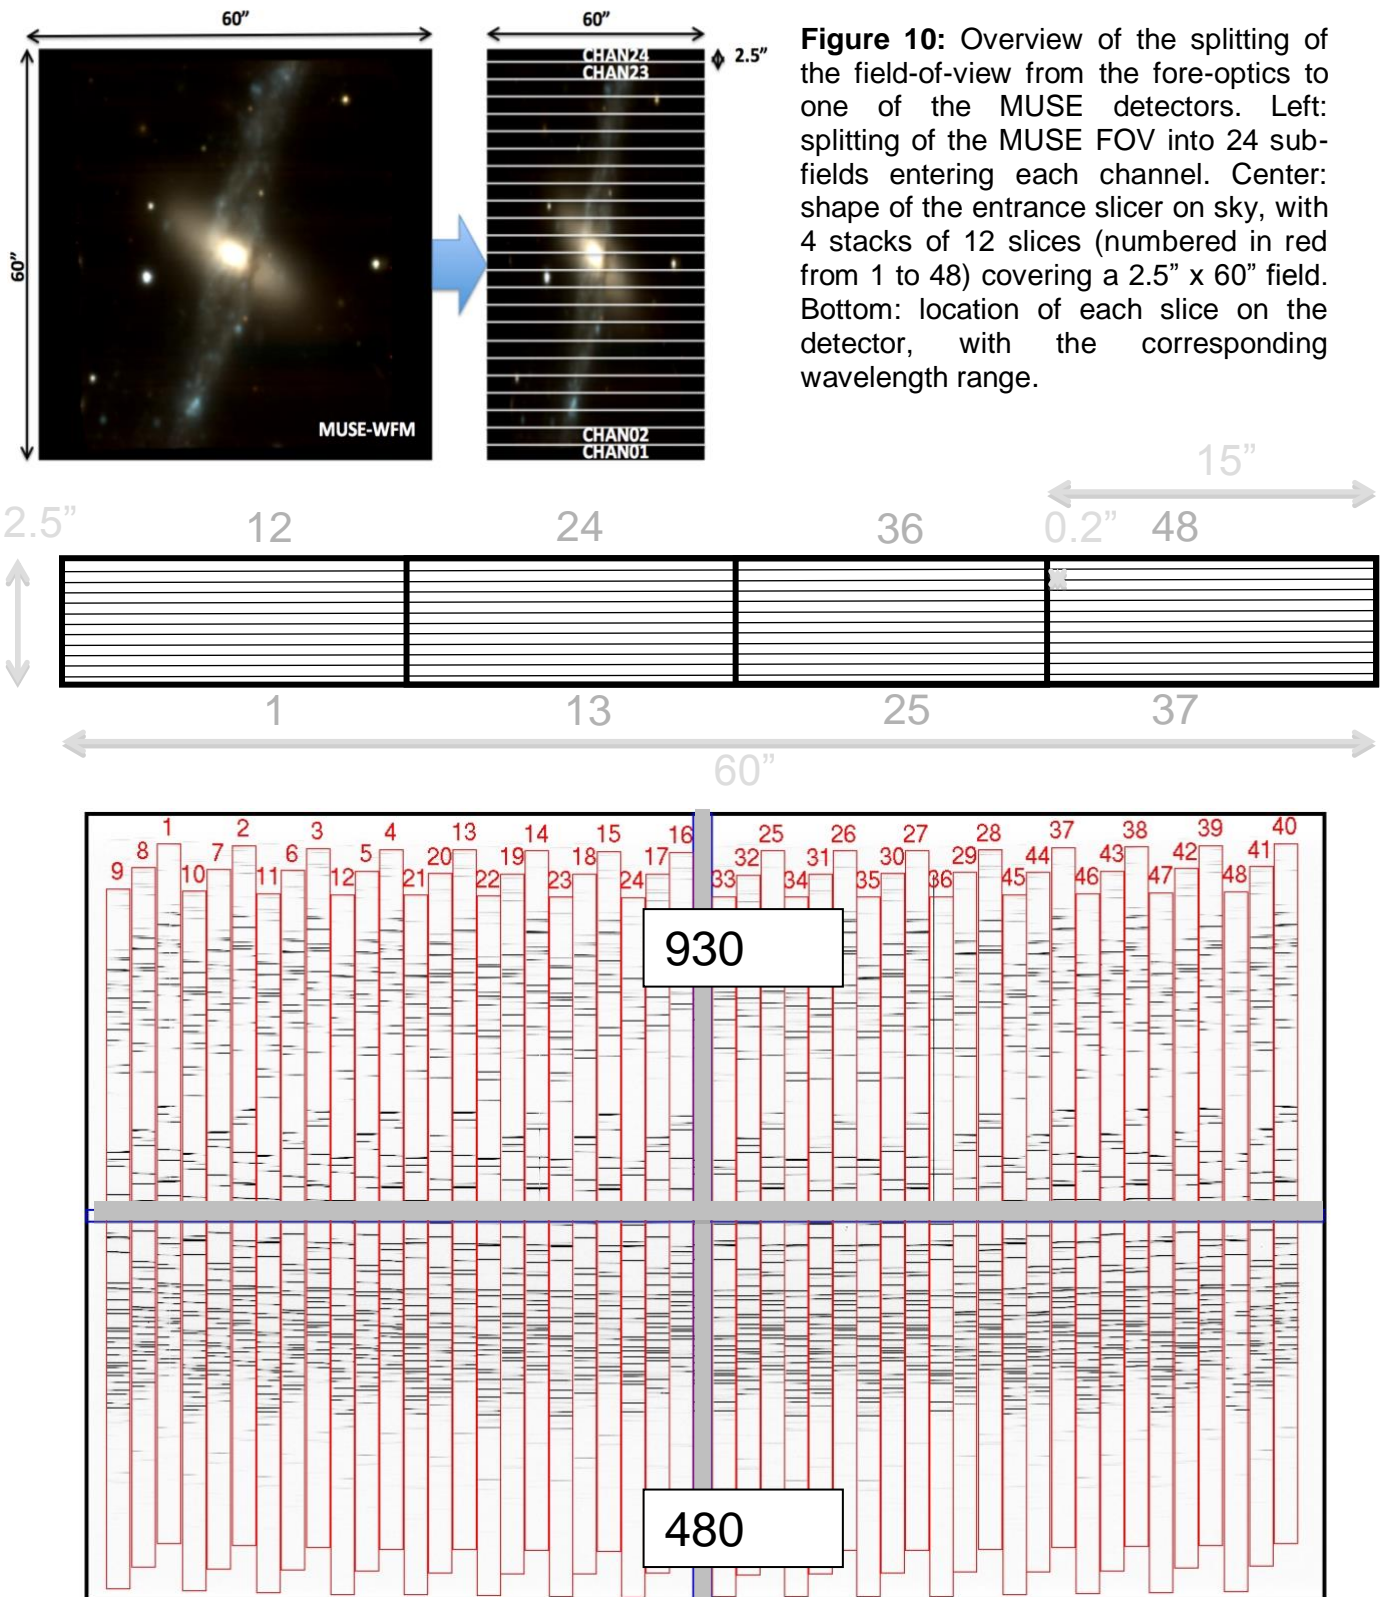 60”
60”
60”
MUSE-WFM
CHAN24
CHAN23
2.5”
CHAN02
CHAN01
Figure 10: Overview of the splitting of
the field-of-view from the fore-optics to
one of the MUSE detectors. Left:
splitting of the MUSE FOV into 24 sub-
fields entering each channel. Center:
shape of the entrance slicer on sky, with
4 stacks of 12 slices (numbered in red
from 1 to 48) covering a 2.5” x 60” field.
Bottom: location of each slice on the
detector, with the corresponding
wavelength range.
15”
2.5” 12 24 36 0.2” 48
1 13 25 37
60”
9 8 1 10 7 2 11 6 3 12 5 4 21 20 13 22 19 14 23 18 15 24 17 16 33 32 25 34 31 26 35 30 27 36 29 28 45 44 37 46 43 38 47 42 39 48 41 40
930
480